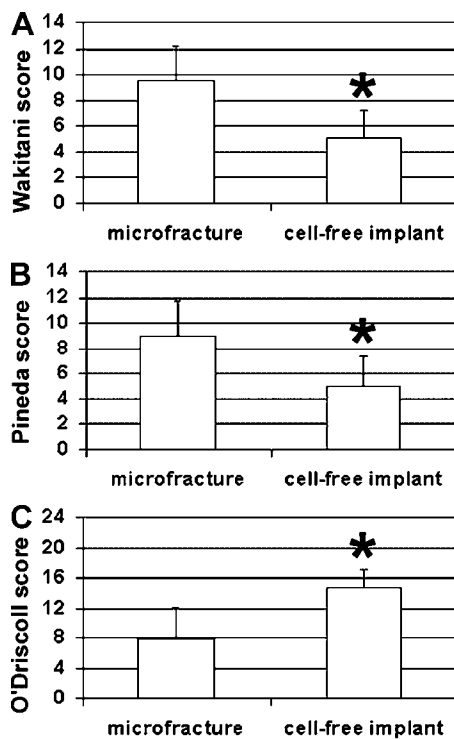 A
Wakitani score
14
12
10
8
6
4
2
0
*
microfracture cell-free implant
B
Pineda score
14
12
10
8
6
4
2
0
*
microfracture cell-free implant
C
O'Driscoll score
24
20
16
12
8
4
0
*
microfracture cell-free implant